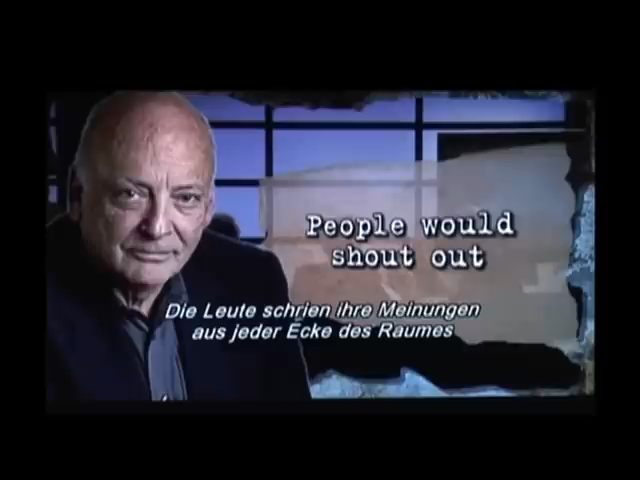 People would
shout out
Die Leute schrien ihre Meinungen
aus jeder Ecke des Raumes